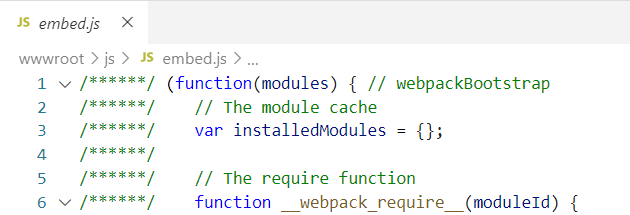 JS embed.js ×
wwwroot > js > JS embed.js > ...
1 /******/ (function(modules) { // webpackBootstrap
2 /******/ // The module cache
3 /******/ var installedModules = {};
4 /******/
5 /******/ // The require function
6 /******/ function __webpack_require__(moduleId) {